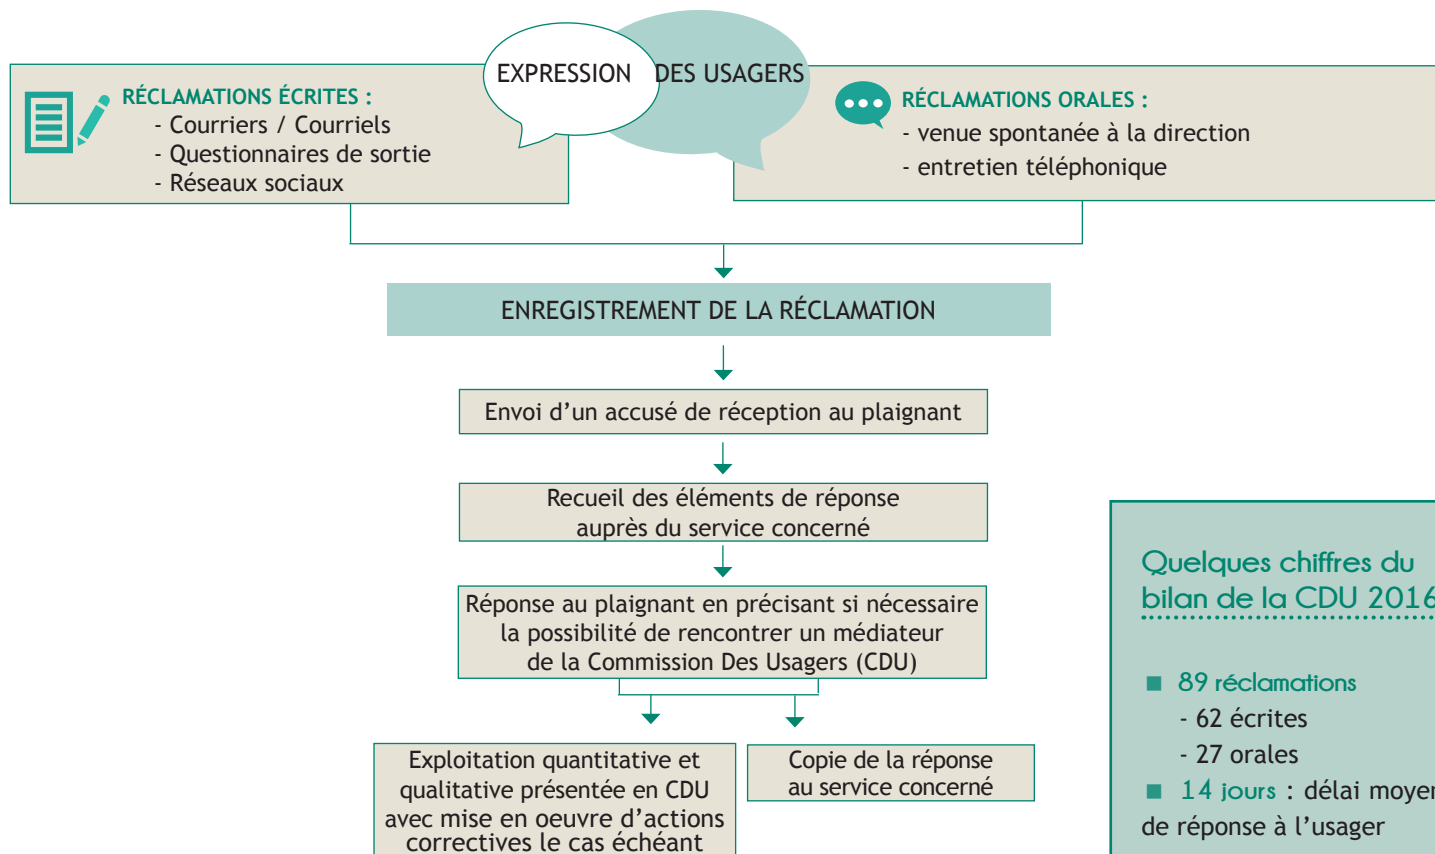 EXPRESSION DES USAGERS
RÉCLAMATIONS ÉCRITES :
- Courriers / Courriels
- Questionnaires de sortie
- Réseaux sociaux
RÉCLAMATIONS ORALES :
- venue spontanée à la direction
- entretien téléphonique
ENREGISTREMENT DE LA RÉCLAMATION
Envoi d’un accusé de réception au plaignant
Recueil des éléments de réponse
auprès du service concerné
Réponse au plaignant en précisant si nécessaire
la possibilité de rencontrer un médiateur
de la Commission Des Usagers (CDU)
Exploitation quantitative et
qualitative présentée en CDU
avec mise en oeuvre d’actions
correctives le cas échéant
Copie de la réponse
au service concerné
Quelques chiffres du
bilan de la CDU 2016
■ 89 réclamations
- 62 écrites
- 27 orales
■ 14 jours : délai moyen
de réponse à l’usager